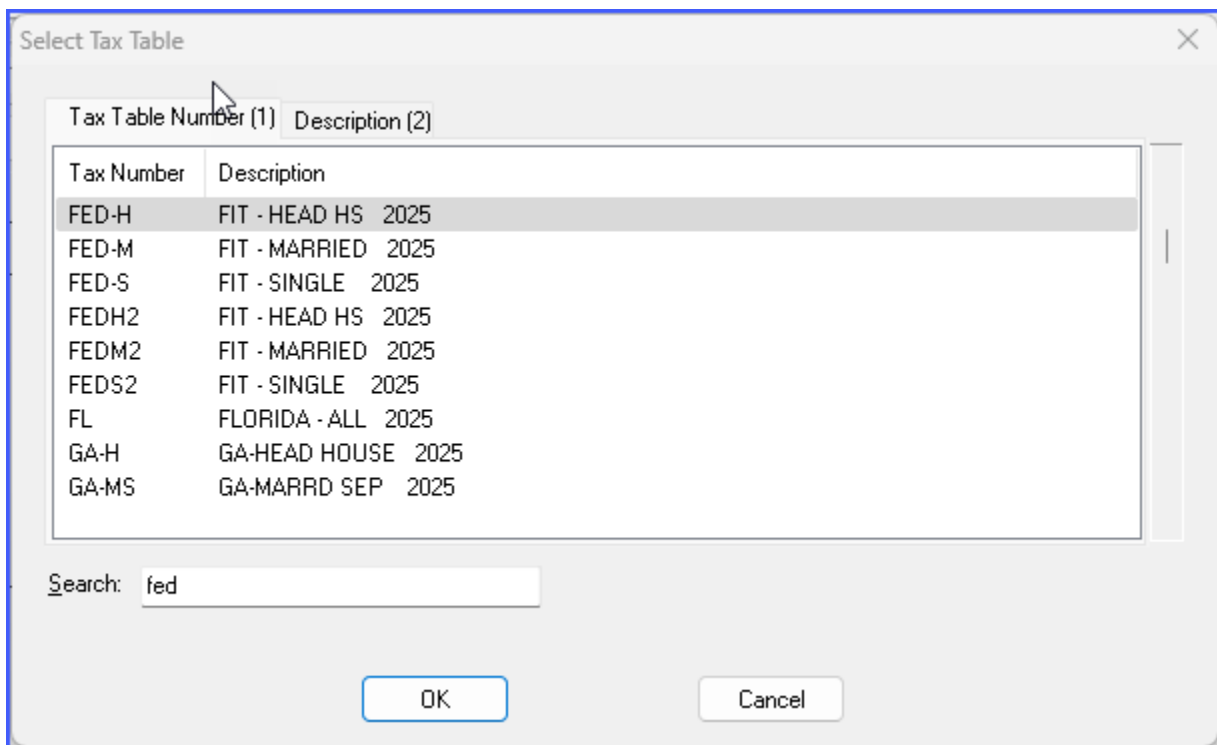 Select Tax Table
Tax Table Number (1) Description (2)
Tax Number Description
FED-H FIT - HEAD HS 2025
FED-M FIT - MARRIED 2025
FED-S FIT - SINGLE 2025
FEDH2 FIT - HEAD HS 2025
FEDM2 FIT - MARRIED 2025
FEDS2 FIT - SINGLE 2025
FL FLORIDA - ALL 2025
GA-H GA-HEAD HOUSE 2025
GA-MS GA-MARRD SEP 2025
Search: fed
OK Cancel